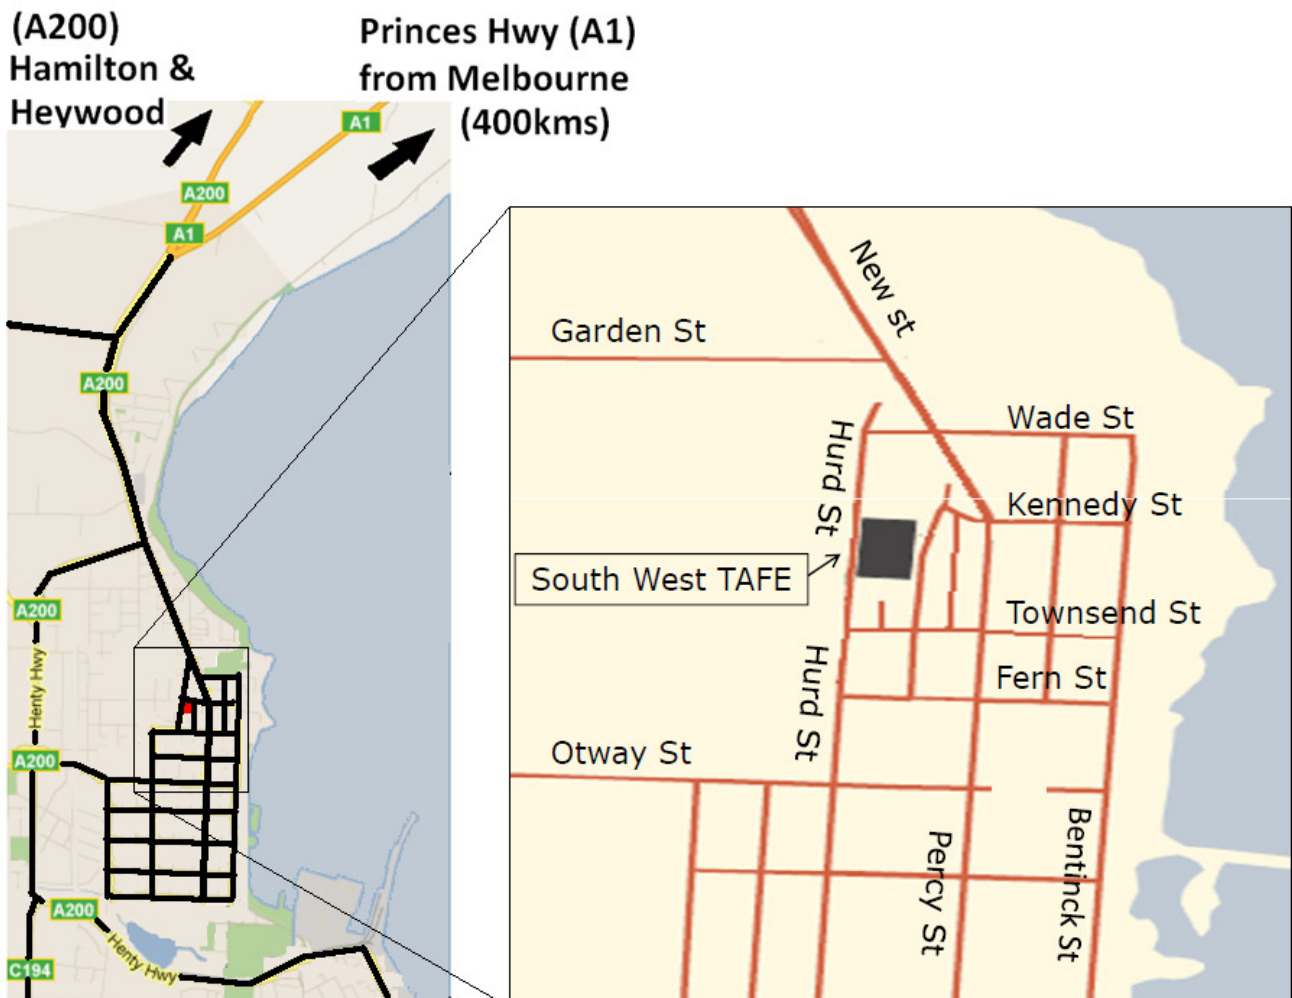 (A200)
Hamilton &
Heywood
Princes Hwy (A1)
from Melbourne
(400kms)
A1
A200
A1
A200
A200
Henty Hwy
A200
A200
Henty Hwy
C194
New st
Garden St
Wade St
Hurd St
Kennedy St
South West TAFE
Townsend St
Hurd St
Fern St
Otway St
Percy St
Bentinck St